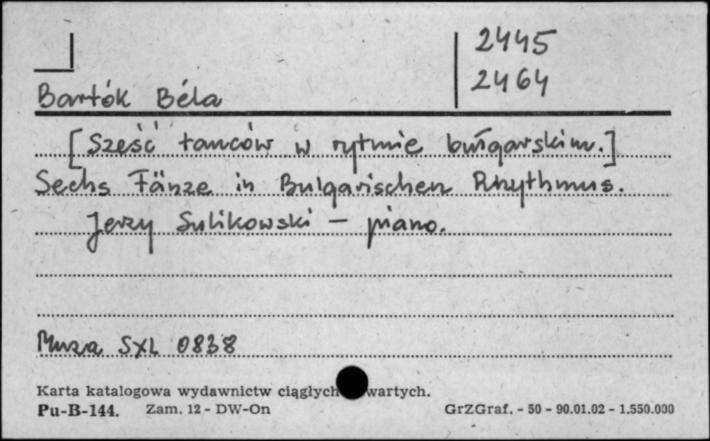 2445
2464
Bartók Béla
[Sześć tańców w rytmie bułgarskim.]
Sechs Tänze in Bulgarischen Rhythmus.
Jerzy Sulikowski – piano.
Muza SXL 0838
Karta katalogowa wydawnictw ciągłych wartych.
Pu-B-144. Zam. 12 - DW-On GrZGraf. - 50 - 90.01.02 - 1.550.000